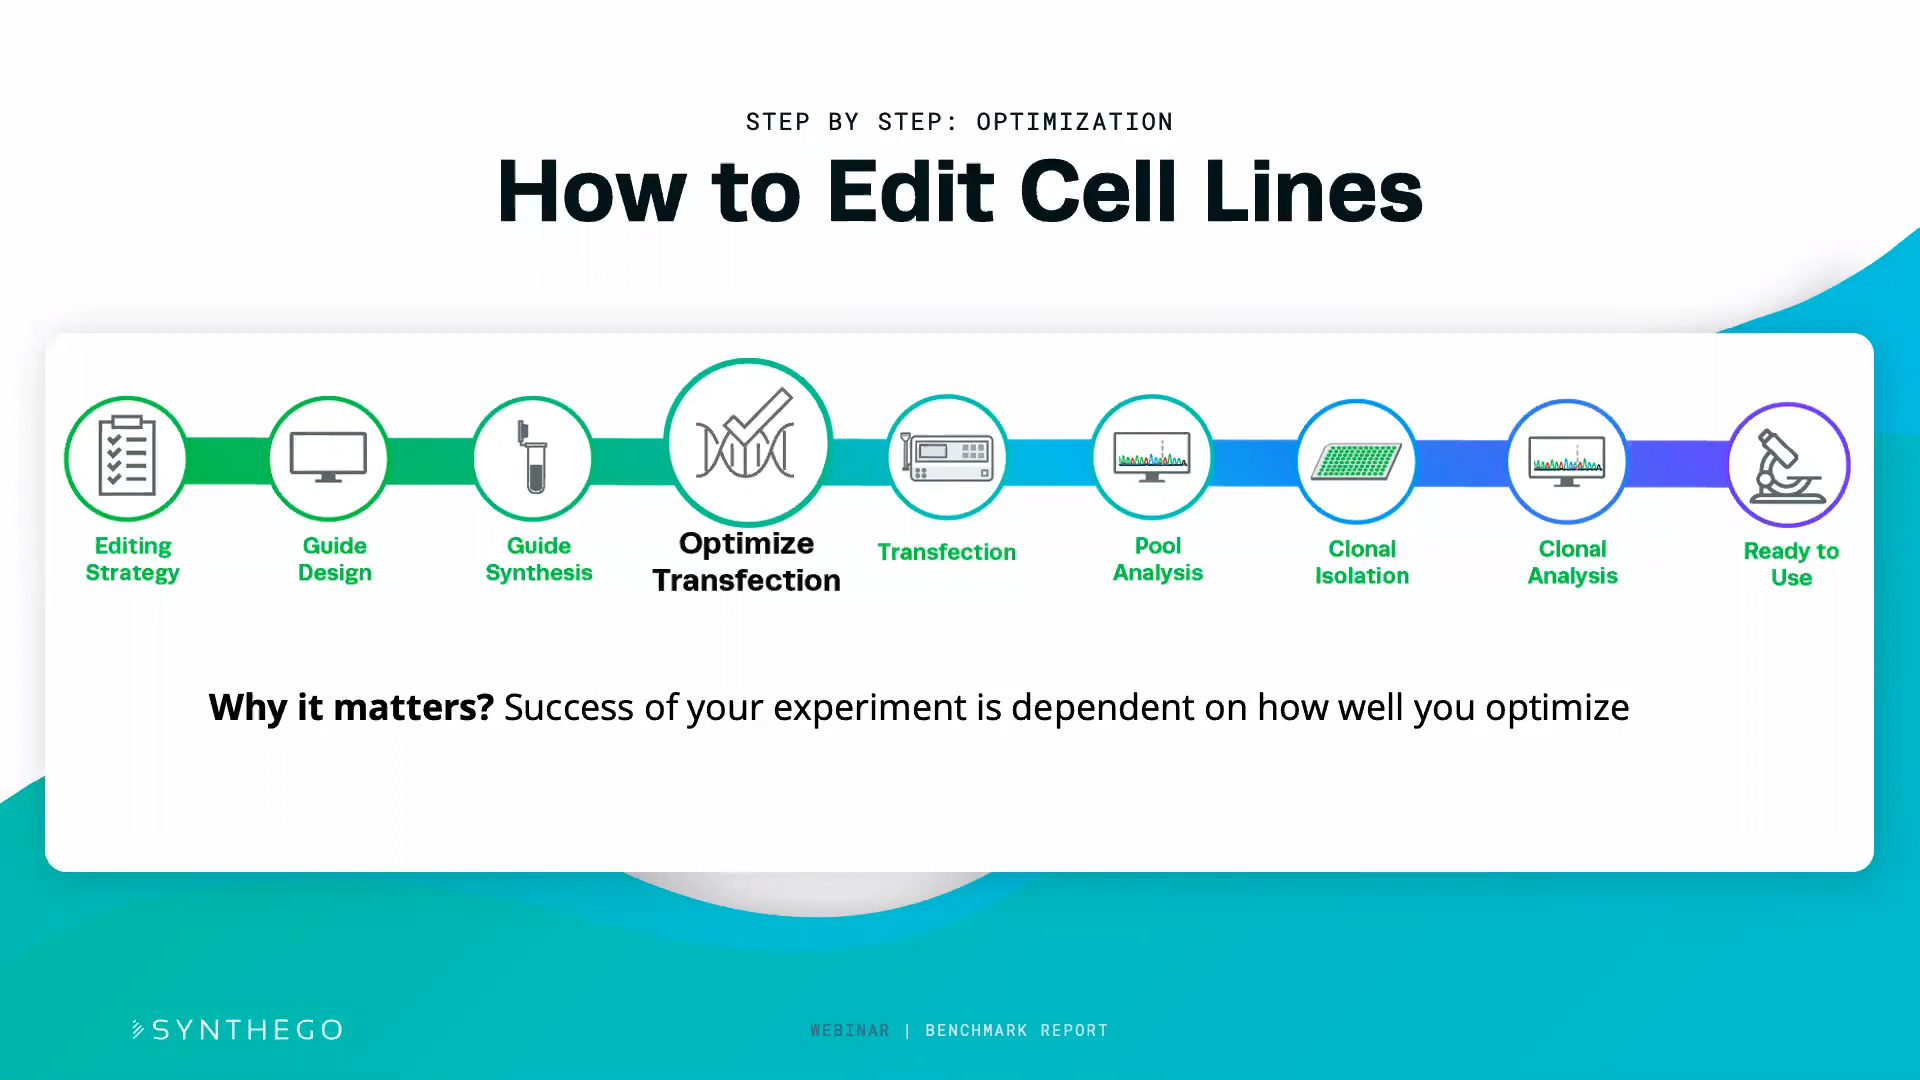 STEP BY STEP: OPTIMIZATION
How to Edit Cell Lines
Editing
Strategy
Guide
Design
Guide
Synthesis
Optimize
Transfection
Transfection
Pool
Analysis
Clonal
Isolation
Clonal
Analysis
Ready to
Use
Why it matters? Success of your experiment is dependent on how well you optimize
SYNTHEGO
WEBINAR | BENCHMARK REPORT